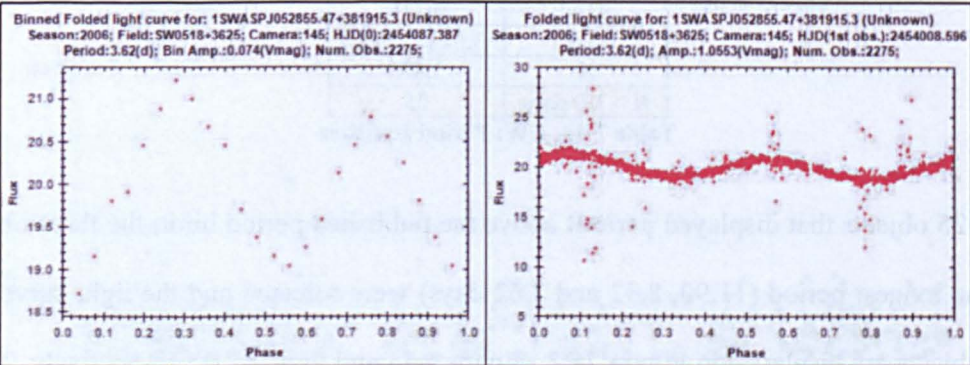 Binned Folded light curve for: 1SWASPJ052855.47+381915.3 (Unknown)
Season:2006; Field:SW0518+3625; Camera:145; HJD(0):2454087.387
Period:3.62(d); Bin Amp.:0.074(Vmag); Num. Obs.:2275;
21.0
20.5
20.0
19.5
19.0
18.5
Flux
0.0 0.1 0.2 0.3 0.4 0.5 0.6 0.7 0.8 0.9 1.0
Phase
Folded light curve for: 1SWASPJ052855.47+381915.3 (Unknown)
Season:2006; Field:SW0518+3625; Camera:145; HJD(1st obs.):2454008.596
Period:3.62(d); Amp.:1.0553(Vmag); Num. Obs.:2275;
30
25
20
15
10
5
Flux
0.0 0.1 0.2 0.3 0.4 0.5 0.6 0.7 0.8 0.9 1.0
Phase